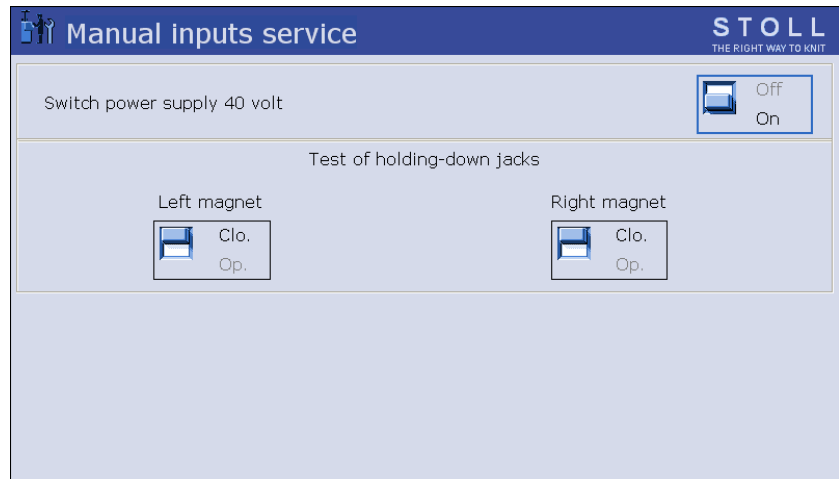 Manual inputs service
STOLL
THE RIGHT WAY TO KNIT
Switch power supply 40 volt
Off
On
Test of holding-down jacks
Left magnet
Right magnet
Clo.
Op.
Clo.
Op.